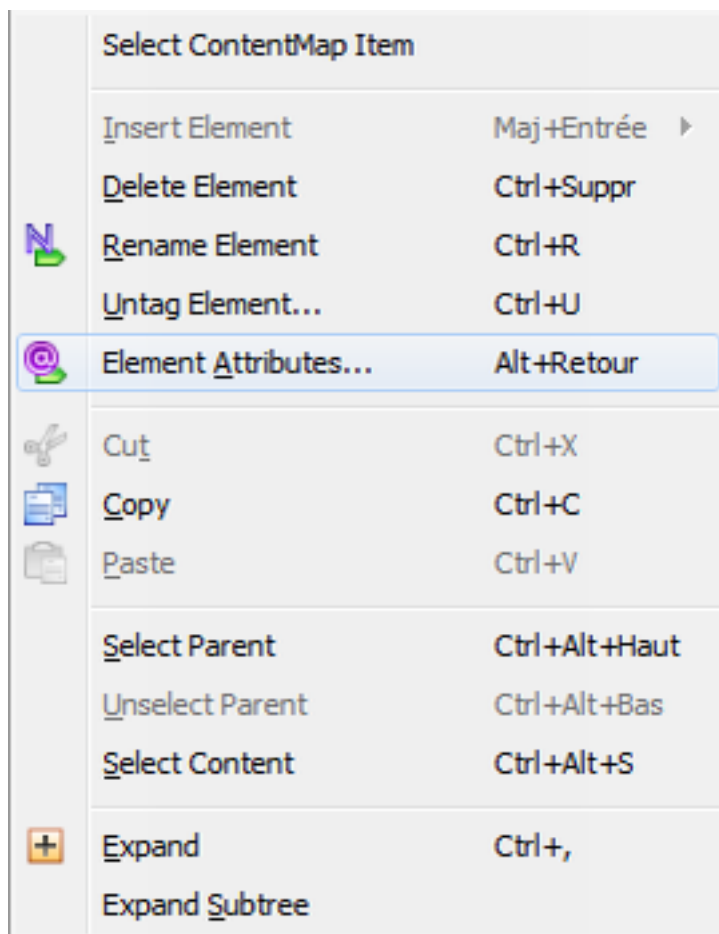 Select ContentMap Item
Insert Element Maj+Entrée
Delete Element Ctrl+Suppr
Rename Element Ctrl+R
Untag Element... Ctrl+U
Element Attributes... Alt+Retour
Cut Ctrl+X
Copy Ctrl+C
Paste Ctrl+V
Select Parent Ctrl+Alt+Haut
Unselect Parent Ctrl+Alt+Bas
Select Content Ctrl+Alt+S
Expand Ctrl+,
Expand Subtree